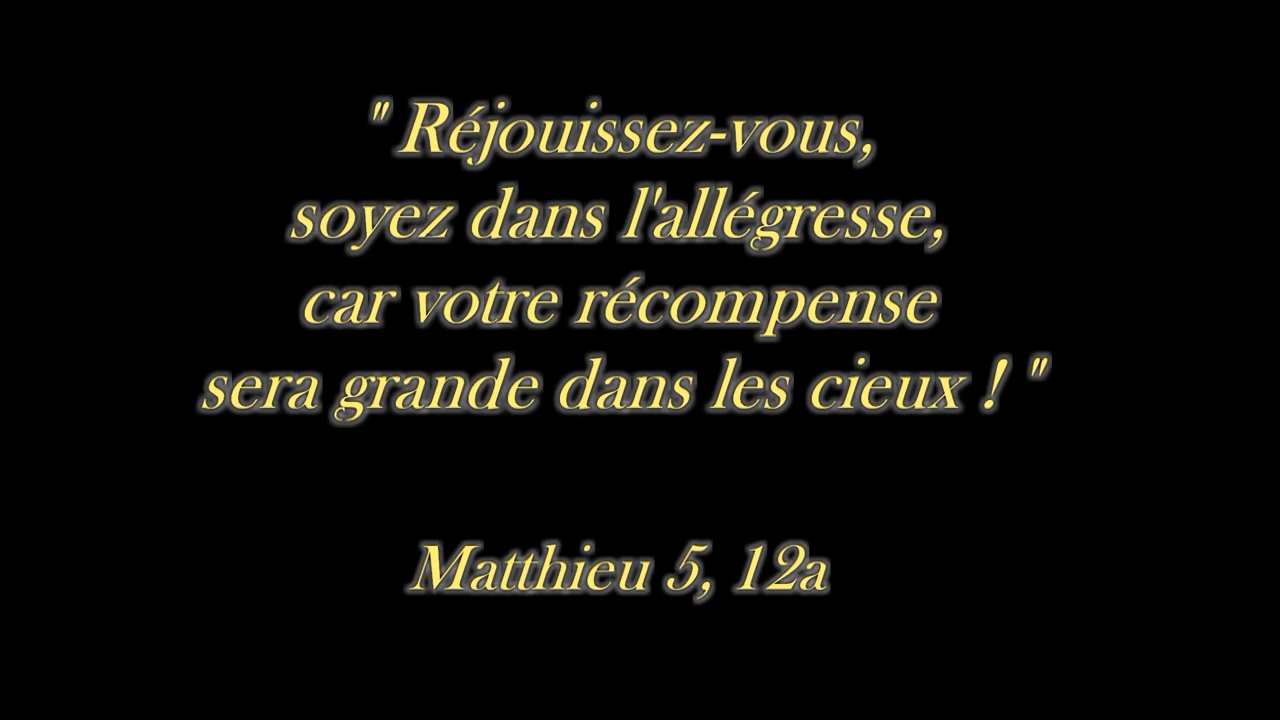 " Réjouissez-vous,
soyez dans l'allégresse,
car votre récompense
sera grande dans les cieux ! "
Matthieu 5, 12a